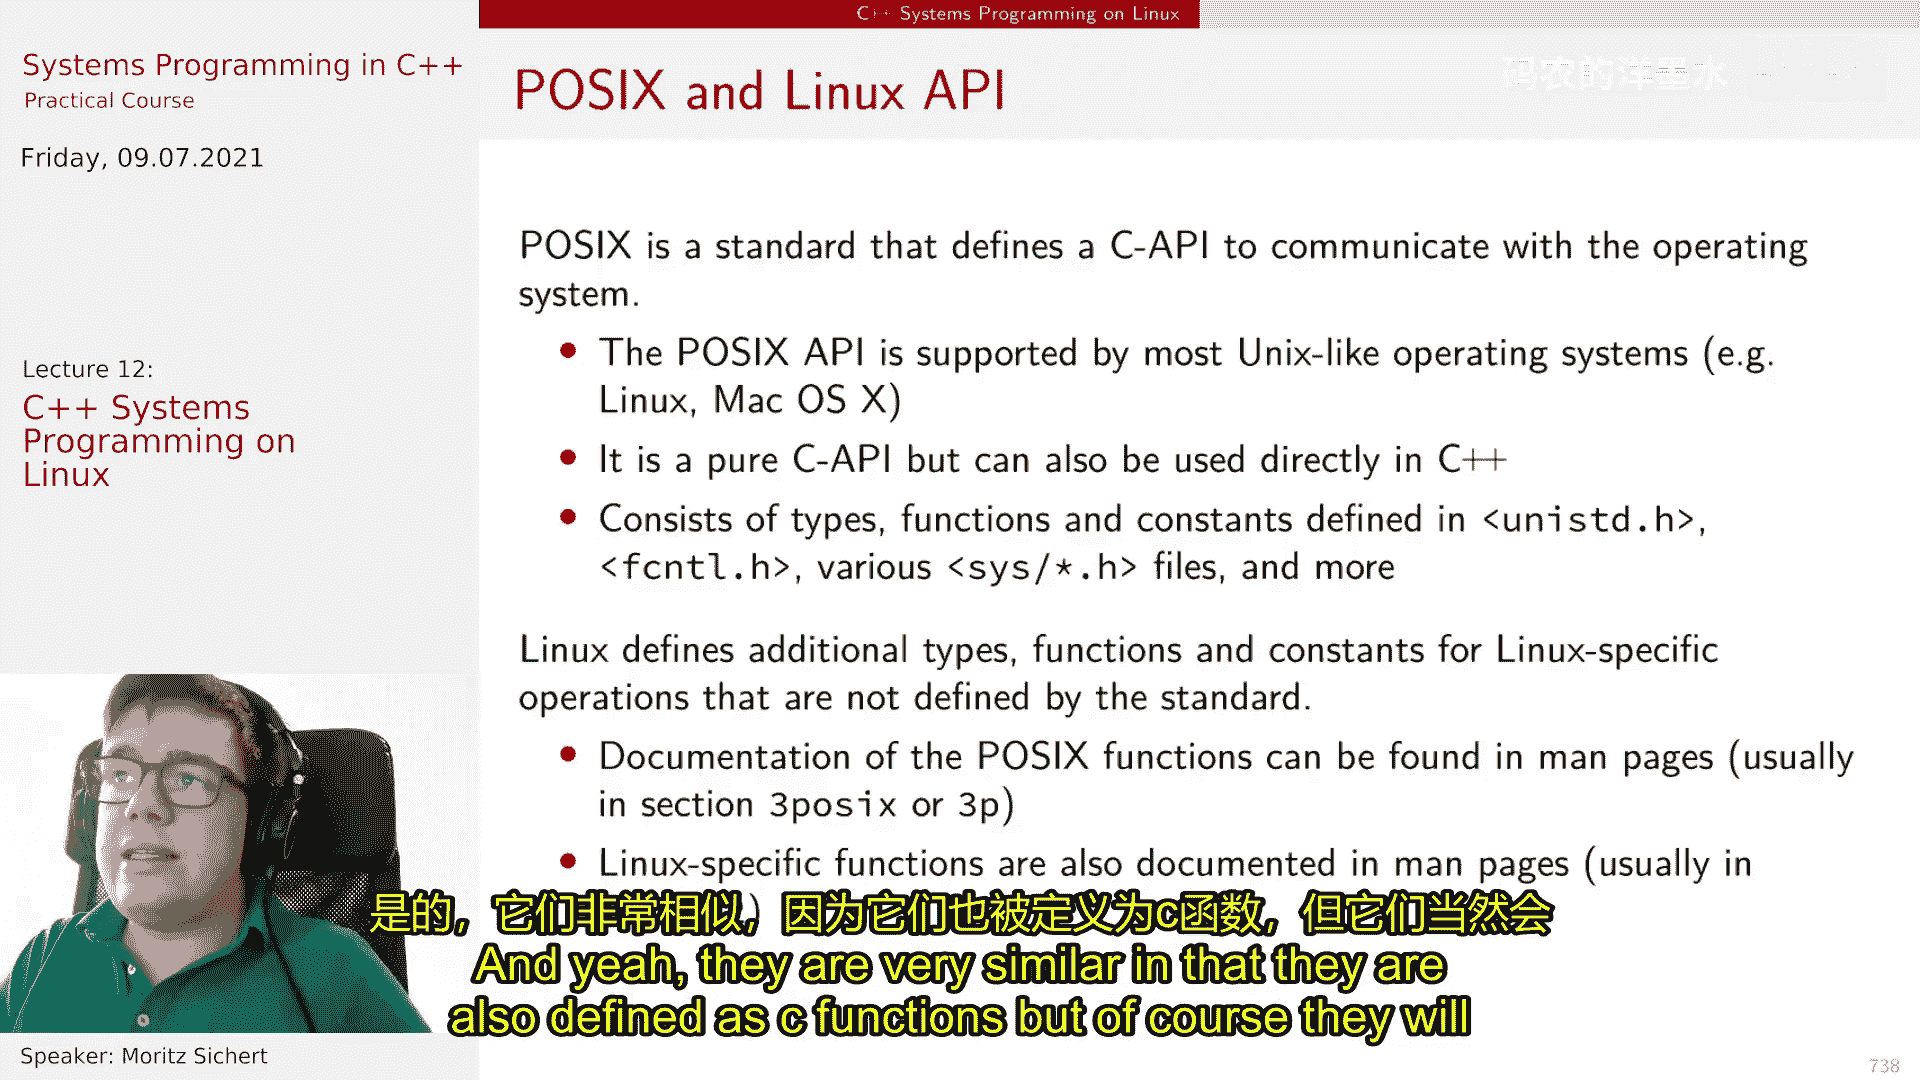 C++ Systems Programming on Linux
Systems Programming in C++
Practical Course
Friday, 09.07.2021
Lecture 12:
C++ Systems
Programming on
Linux
POSIX and Linux API
码农的洋墨水
POSIX is a standard that defines a C-API to communicate with the operating
system.
The POSIX API is supported by most Unix-like operating systems (e.g.
Linux, Mac OS X)
It is a pure C-API but can also be used directly in C++
Consists of types, functions and constants defined in <unistd.h>,
<fcntl.h>, various <sys/*.h> files, and more
Linux defines additional types, functions and constants for Linux-specific
operations that are not defined by the standard.
Documentation of the POSIX functions can be found in man pages (usually
in section 3posix or 3p)
Linux-specific functions are also documented in man pages (usually in
是的，它们非常相似，因为它们也被定义为c函数，但它们当然会
And yeah, they are very similar in that they are
also defined as c functions but of course they will
Speaker: Moritz Sichert
738